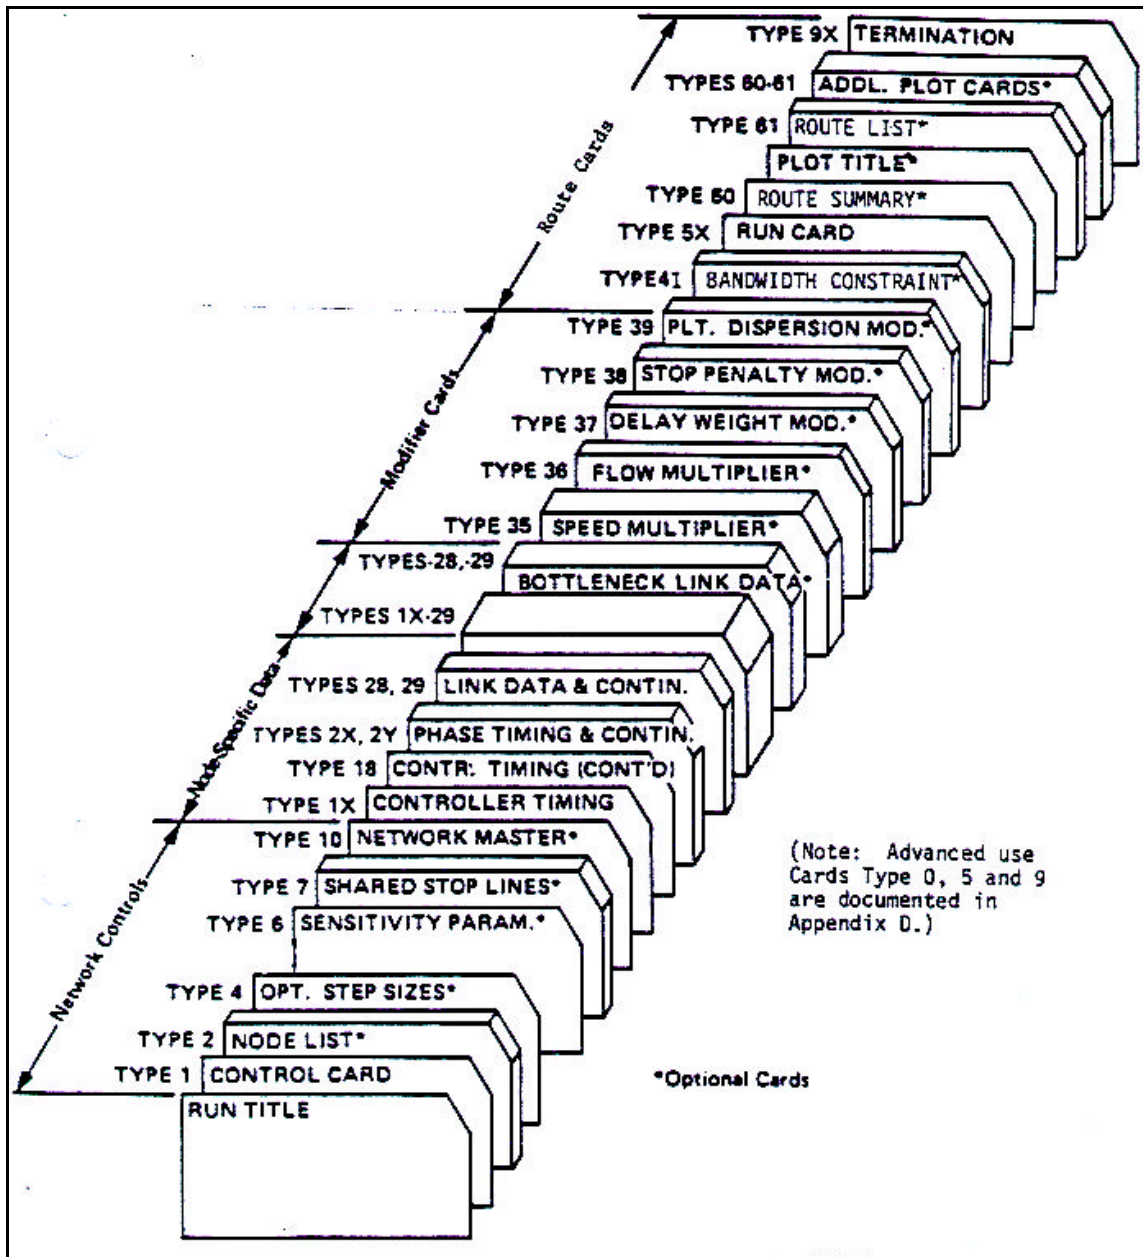 TYPE 9X TERMINATION
TYPES 60-61 ADDL. PLOT CARDS*
TYPE 61 ROUTE LIST*
PLOT TITLE*
TYPE 60 ROUTE SUMMARY*
TYPE 5X RUN CARD
TYPE4I BANDWIDTH CONSTRAINT*
TYPE 39 PLT. DISPERSION MOD.*
TYPE 38 STOP PENALTY MOD.*
TYPE 37 DELAY WEIGHT MOD.*
TYPE 36 FLOW MULTIPLIER*
TYPE 35 SPEED MULTIPLIER*
TYPES-28,-29 BOTTLENECK LINK DATA*
TYPES 1X-29
TYPES 28, 29 LINK DATA & CONTIN.
TYPES 2X, 2Y PHASE TIMING & CONTIN.
TYPE 18 CONTR. TIMING (CONT'D)
TYPE 1X CONTROLLER TIMING
TYPE 10 NETWORK MASTER*
TYPE 7 SHARED STOP LINES*
TYPE 6 SENSITIVITY PARAM.*
TYPE 4 OPT. STEP SIZES*
TYPE 2 NODE LIST*
TYPE 1 CONTROL CARD
RUN TITLE
Route Cards
Modifier Cards
Node-Specific Data
Network Controls
(Note: Advanced use
Cards Type 0, 5 and 9
are documented in
Appendix D.)
*Optional Cards